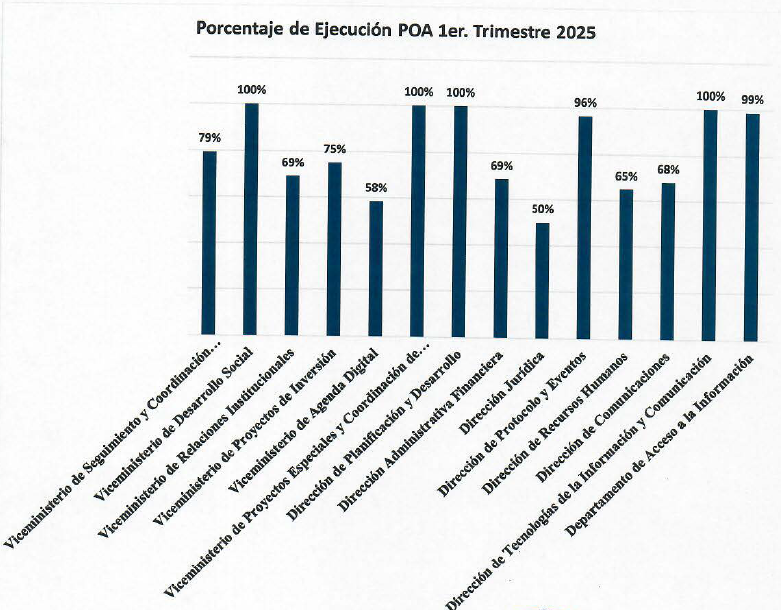 Porcentaje de Ejecución POA 1er. Trimestre 2025
79%
100%
69%
75%
58%
100%
100%
69%
50%
96%
65%
68%
100%
99%
Viceministerio de Seguimiento y Coordinación...
Viceministerio de Desarrollo Social
Viceministerio de Relaciones Institucionales
Viceministerio de Proyectos de Inversión
Viceministerio de Agenda Digital
Viceministerio de Proyectos Especiales y Coordinación de...
Dirección de Planificación y Desarrollo
Dirección Administrativa Financiera
Dirección Jurídica
Dirección de Protocolo y Eventos
Dirección de Recursos Humanos
Dirección de Comunicaciones
Dirección de Tecnologías de la Información y Comunicación
Departamento de Acceso a la Información